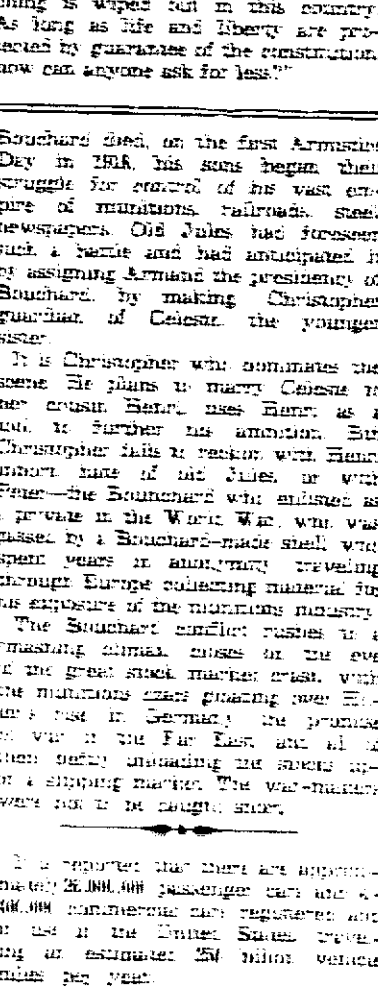 thing is wiped out in this country.
As long as life and liberty are pro-
tected by guarantee of the constitution,
how can anyone ask for less?"
Bouchard died, on the first Armistice
Day in 1918, his sons began their
struggle for control of his vast em-
pire of munitions, railroads, steel,
newspapers. Old Jules had foreseen
such a battle and had anticipated it
by assigning Armand the presidency of
Bouchard, by making Christopher
guardian of Celeste, the younger
sister.
It is Christopher who dominates the
scene. He plans to marry Celeste to
her cousin Henri, uses Henri as a
tool to further his ambition. But
Christopher fails to reckon with Henri
inborn hate of old Jules, or with
Peter—the Bounchard who enlisted as
a private in the World War, who was
gassed by a Bouchard-made shell, who
spent years in anonymity traveling
through Europe collecting material for
his exposure of the munitions industry.
The Bouchard conflict rushes to a
smashing climax, closes on the eve
of the great stock market crash, with
the munitions czars gloating over Hit-
ler's rise in Germany, the promise
of war in the Far East, and all of
them deftly unloading the stocks up-
on a slipping market. The war-makers
were not to be caught short.
It is reported that there are approxi-
mately 26,000,000 passenger cars and
commercial cars registered and
in use in the United States travel-
ing an estimated 250 billion vehicle
miles per year.